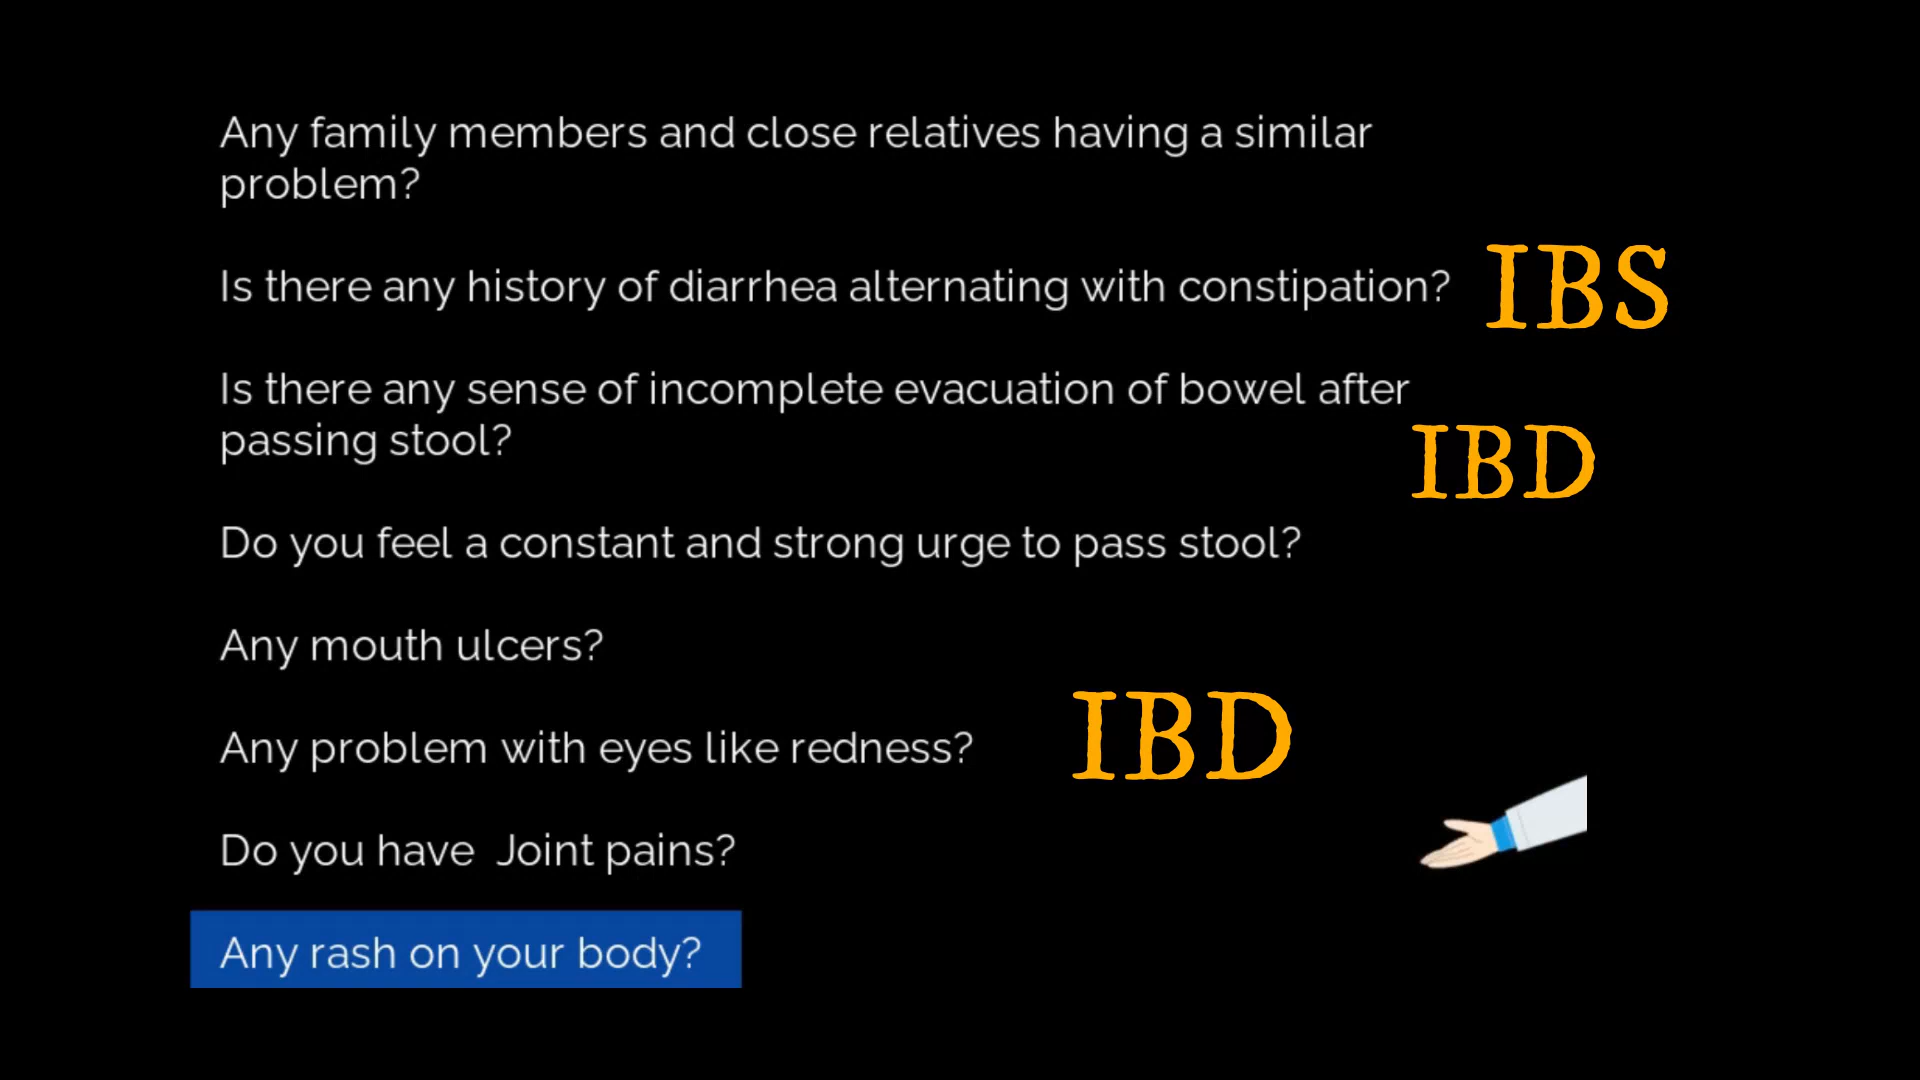 Any family members and close relatives having a similar
problem?
Is there any history of diarrhea alternating with constipation?
IBS
Is there any sense of incomplete evacuation of bowel after
passing stool?
IBD
Do you feel a constant and strong urge to pass stool?
Any mouth ulcers?
Any problem with eyes like redness?
IBD
Do you have  Joint pains?
Any rash on your body?